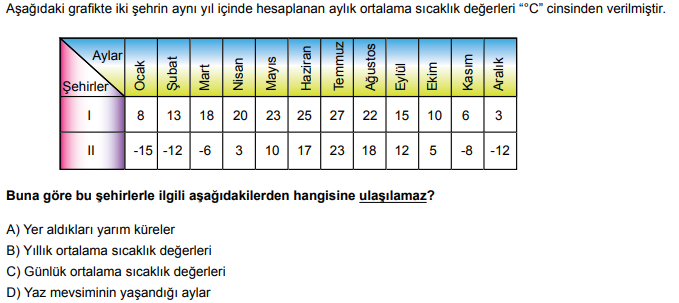 Aşağıdaki grafikte iki şehrin aynı yıl içinde hesaplanan aylık ortalama sıcaklık değerleri “°C” cinsinden verilmiştir.
Aylar Ocak Şubat Mart Nisan Mayıs Haziran Temmuz Ağustos Eylül Ekim Kasım Aralık
Şehirler
I 8 13 18 20 23 25 27 22 15 10 6 3
II -15 -12 -6 3 10 17 23 18 12 5 -8 -12
Buna göre bu şehirlerle ilgili aşağıdakilerden hangisine ulaşılamaz?
A) Yer aldıkları yarım küreler
B) Yıllık ortalama sıcaklık değerleri
C) Günlük ortalama sıcaklık değerleri
D) Yaz mevsiminin yaşandığı aylar